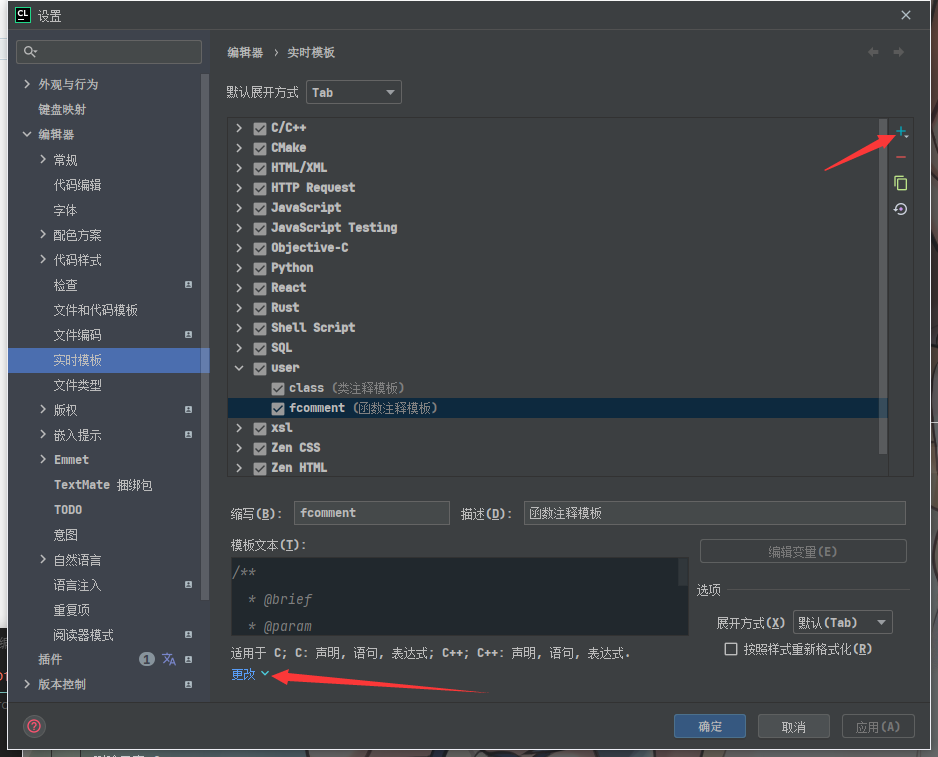 CL 设置
编辑器 › 实时模板
默认展开方式 Tab
外观与行为
键盘映射
编辑器
常规
代码编辑
字体
配色方案
代码样式
检查
文件和代码模板
文件编码
实时模板
文件类型
版权
嵌入提示
Emmet
TextMate 捆绑包
TODO
意图
自然语言
语言注入
重复项
阅读器模式
插件 1
版本控制
C/C++
CMake
HTML/XML
HTTP Request
JavaScript
JavaScript Testing
Objective-C
Python
React
Rust
Shell Script
SQL
user
class (类注释模板)
fcomment (函数注释模板)
xsl
Zen CSS
Zen HTML
缩写(B): fcomment 描述(D): 函数注释模板
模板文本(T):
/**
* @brief
* @param
编辑变量(E)
选项
展开方式(X) 默认(Tab)
按照样式重新格式化(R)
适用于 C; C: 声明, 语句, 表达式; C++; C++: 声明, 语句, 表达式.
更改
? 确定 取消 应用(A)